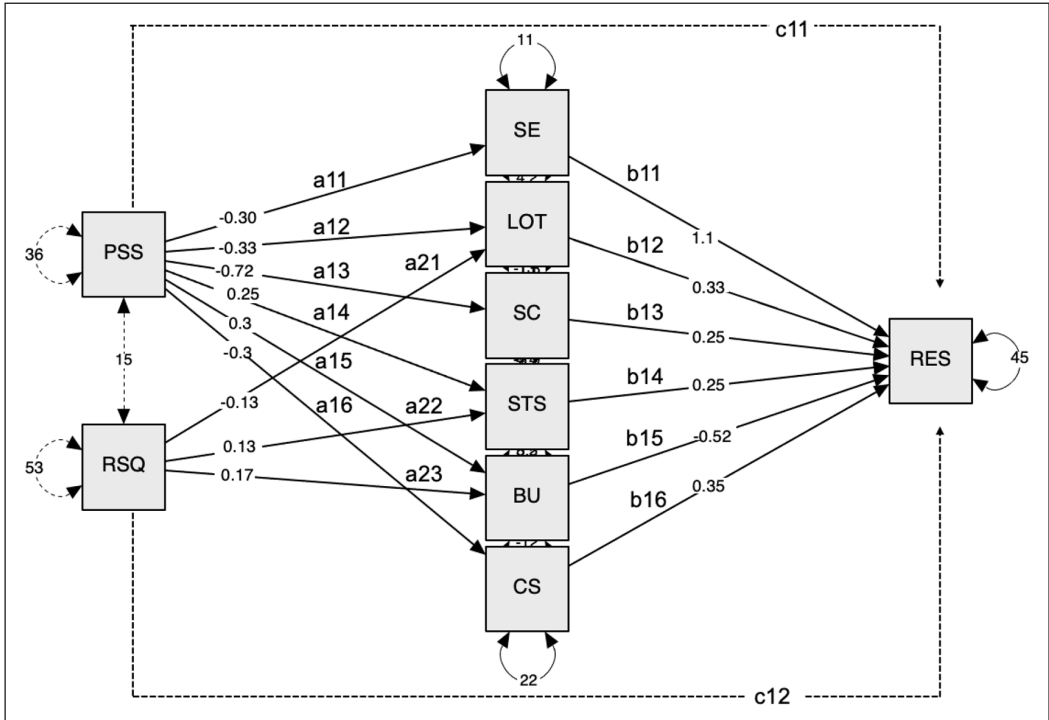 c11
11
SE
a11
b11
-0.30
PSS
36
a12
-0.33
LOT
b12
1.1
a21
-0.72
a13
0.25
0.33
a14
SC
b13
0.3
0.25
RES
45
-0.3
a15
15
b14
0.25
-0.13
a16
a22
STS
b15
-0.52
0.13
RSQ
53
0.17
a23
BU
b16
0.35
CS
22
c12